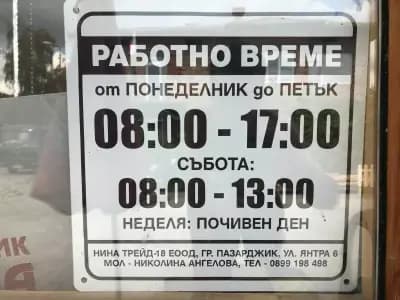 РАБОТНО ВРЕМЕ
от ПОНЕДЕЛНИК до ПЕТЪК
08:00 - 17:00
СЪБОТА:
08:00 - 13:00
НЕДЕЛЯ: ПОЧИВЕН ДЕН
НИНА ТРЕЙД-18 ЕООД, ГР. ПАЗАРДЖИК, УЛ. ЯНТРА 6
МОЛ - НИКОЛИНА АНГЕЛОВА, ТЕЛ - 0899 198 498